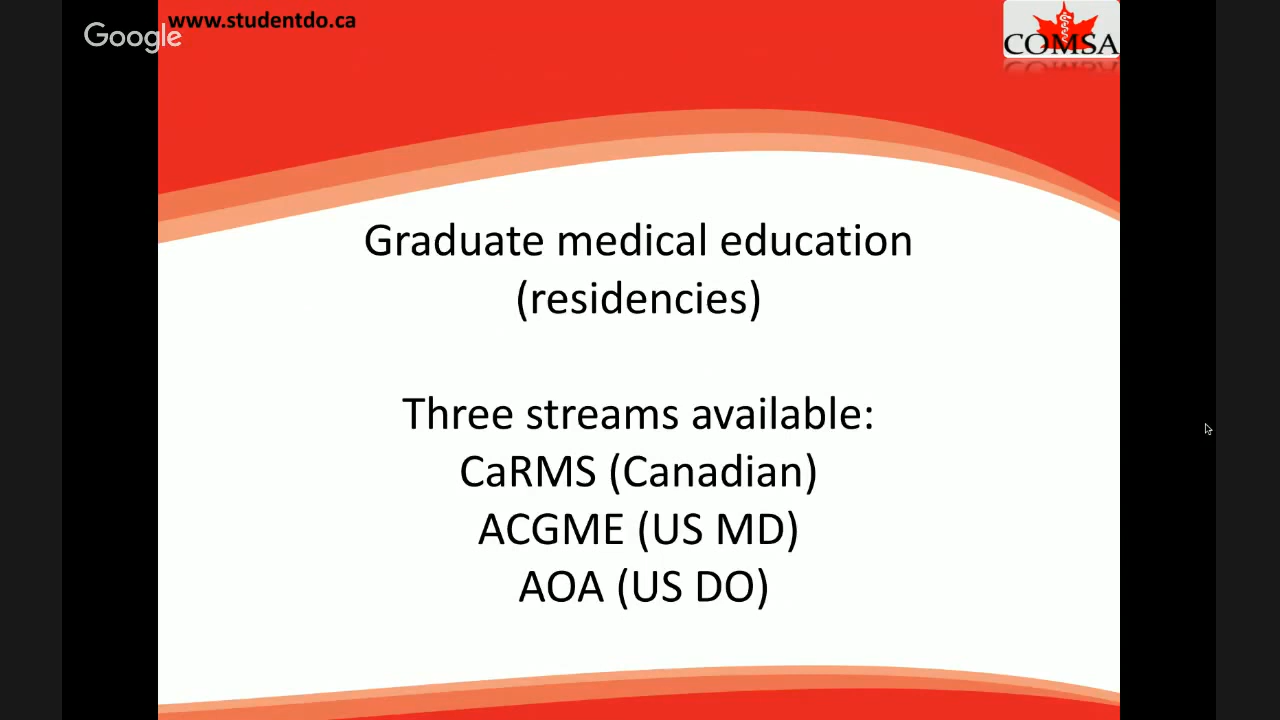 www.studentdo.ca
Google
COMSA
Graduate medical education
(residencies)
Three streams available:
CaRMS (Canadian)
ACGME (US MD)
AOA (US DO)